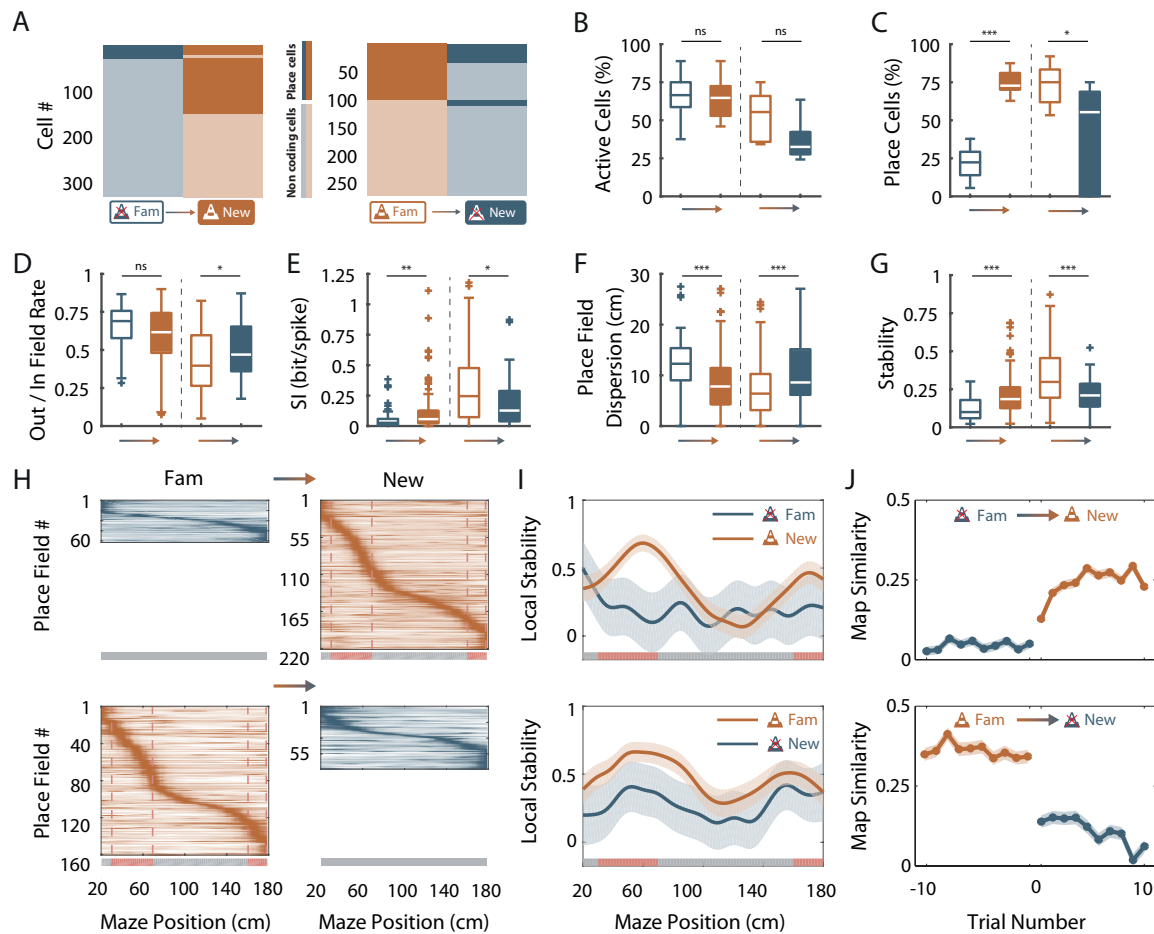 A
Cell #
100
200
300
Fam
New
Place cells
Non coding cells
50
100
150
200
250
Fam
New
B
Active Cells (%)
100
75
50
25
0
ns
ns
C
Place Cells (%)
100
75
50
25
0
***
*
D
Out / In Field Rate
1
0.75
0.5
0.25
0
ns
*
E
SI (bit/spike)
1.25
1
0.75
0.5
0.25
0
**
*
F
Place Field
Dispersion (cm)
30
20
10
0
***
***
G
Stability
1
0.75
0.5
0.25
0
***
***
H
Fam
New
Place Field #
1
60
1
55
110
165
220
Place Field #
1
40
80
120
160
1
55
20
60
100
140
180
Maze Position (cm)
20
60
100
140
180
Maze Position (cm)
I
Local Stability
1
0.5
0
Fam
New
Local Stability
1
0.5
0
Fam
New
20
60
100
140
180
Maze Position (cm)
J
Map Similarity
0.5
0.25
0
Fam
New
Map Similarity
0.5
0.25
0
Fam
New
-10
0
10
Trial Number